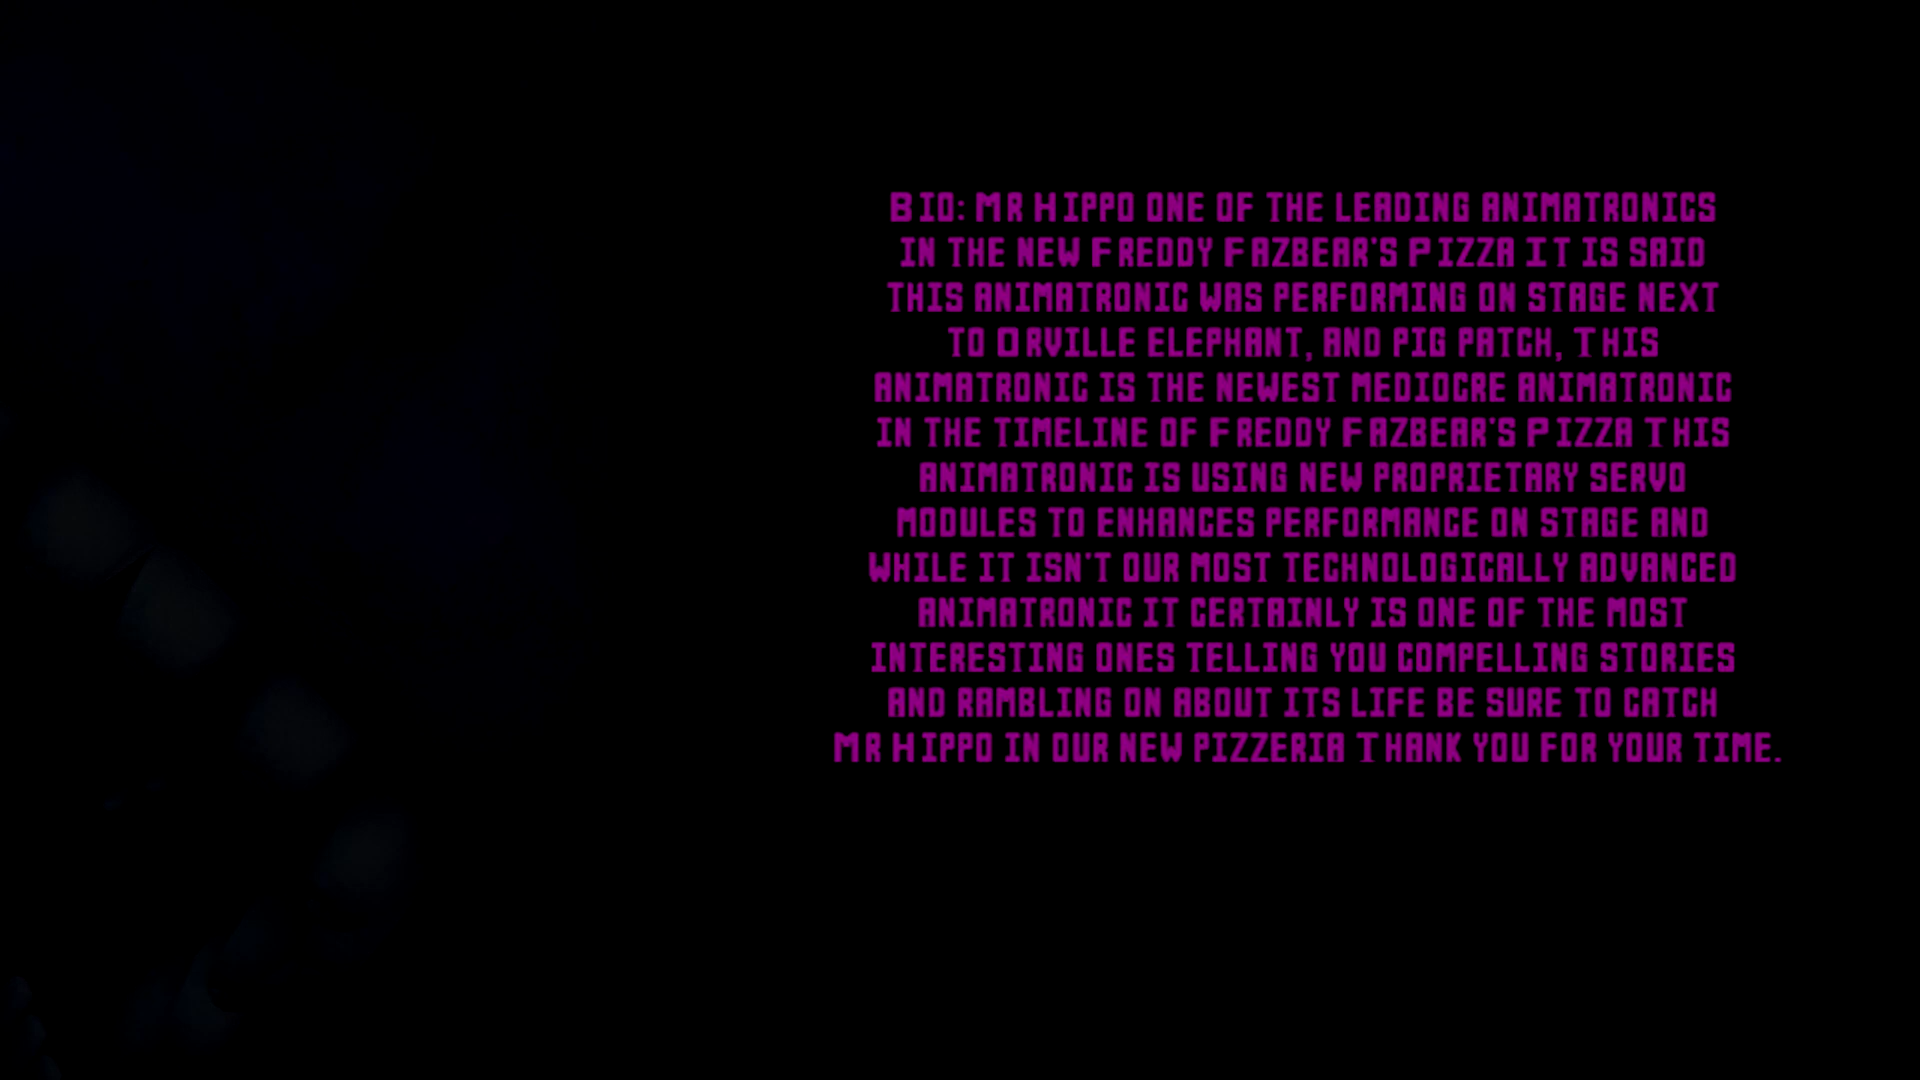 BIO: MR HIPPO ONE OF THE LEADING ANIMATRONICS
IN THE NEW FREDDY FAZBEAR'S PIZZA IT IS SAID
THIS ANIMATRONIC WAS PERFORMING ON STAGE NEXT
TO ORVILLE ELEPHANT, AND PIG PATCH, THIS
ANIMATRONIC IS THE NEWEST MEDIOCRE ANIMATRONIC
IN THE TIMELINE OF FREDDY FAZBEAR'S PIZZA THIS
ANIMATRONIC IS USING NEW PROPRIETARY SERVO
MODULES TO ENHANCES PERFORMANCE ON STAGE AND
WHILE IT ISN'T OUR MOST TECHNOLOGICALLY ADVANCED
ANIMATRONIC IT CERTAINLY IS ONE OF THE MOST
INTERESTING ONES TELLING YOU COMPELLING STORIES
AND RAMBLING ON ABOUT ITS LIFE BE SURE TO CATCH
MR HIPPO IN OUR NEW PIZZERIA THANK YOU FOR YOUR TIME.